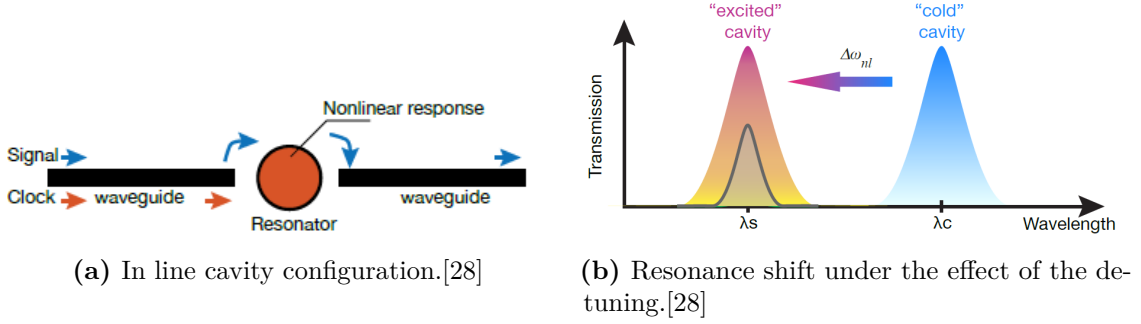 Nonlinear response
Signal
Clock
waveguide
waveguide
Resonator
(a) In line cavity configuration.[28]
"excited"
cavity
"cold"
cavity
Δω_nl
Transmission
λs
λc
Wavelength
(b) Resonance shift under the effect of the de-
tuning.[28]